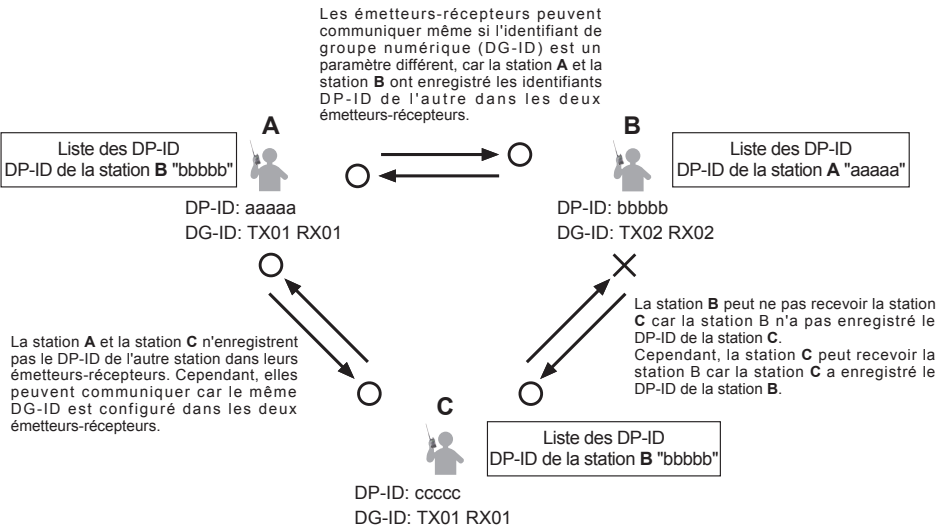 Les émetteurs-récepteurs peuvent
communiquer même si l'identifiant de
groupe numérique (DG-ID) est un
paramètre différent, car la station A et la
station B ont enregistré les identifiants
DP-ID de l'autre dans les deux
émetteurs-récepteurs.
A
B
Liste des DP-ID
DP-ID de la station B "bbbbb"
Liste des DP-ID
DP-ID de la station A "aaaaa"
DP-ID: aaaaa
DG-ID: TX01 RX01
DP-ID: bbbbb
DG-ID: TX02 RX02
La station A et la station C n'enregistrent
pas le DP-ID de l'autre station dans leurs
émetteurs-récepteurs. Cependant, elles
peuvent communiquer car le même
DG-ID est configuré dans les deux
émetteurs-récepteurs.
La station B peut ne pas recevoir la station
C car la station B n'a pas enregistré le
DP-ID de la station C.
Cependant, la station C peut recevoir la
station B car la station C a enregistré le
DP-ID de la station B.
C
Liste des DP-ID
DP-ID de la station B "bbbbb"
DP-ID: ccccc
DG-ID: TX01 RX01